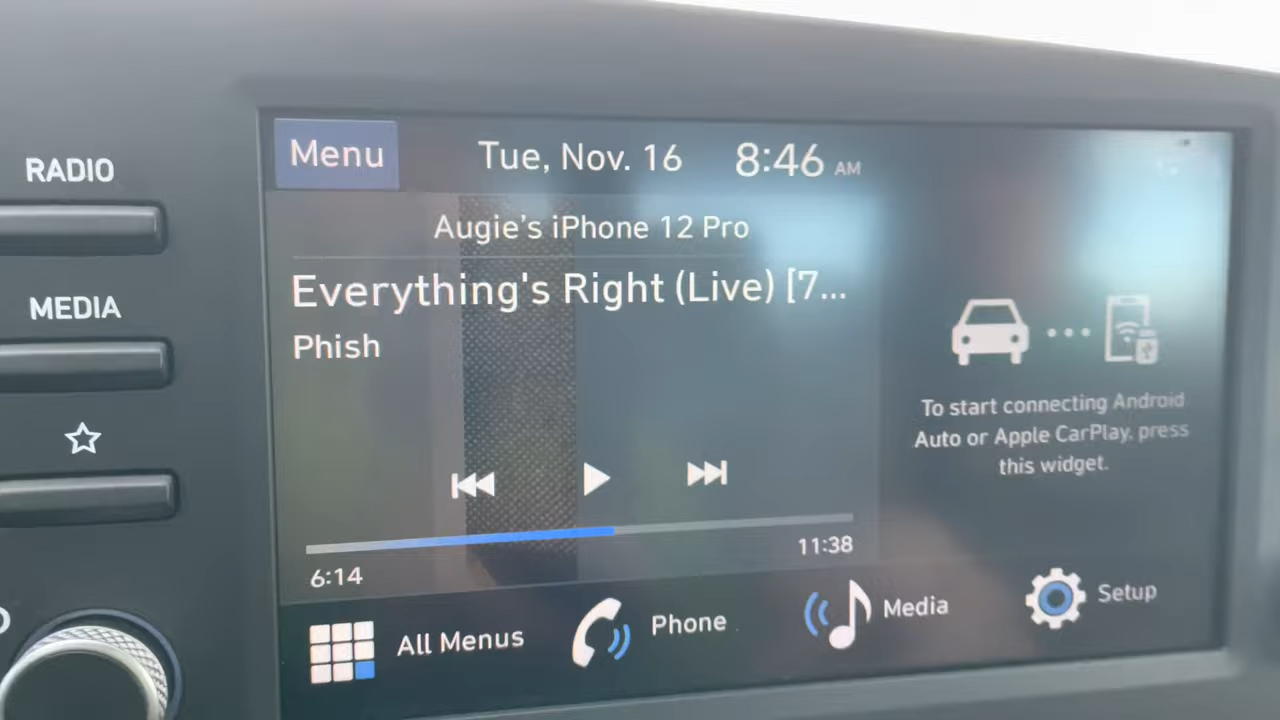 RADIO
MEDIA
Menu
Tue, Nov. 16
8:46 AM
Augie's iPhone 12 Pro
Everything's Right (Live) [7...
Phish
6:14
11:38
To start connecting Android
Auto or Apple CarPlay, press
this widget.
All Menus
Phone
Media
Setup